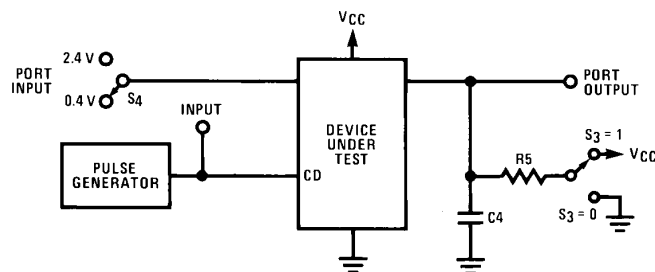 VCC
2.4 V
PORT
INPUT
0.4 V
S4
PORT
OUTPUT
INPUT
DEVICE
UNDER
TEST
S3 = 1
VCC
R5
PULSE
GENERATOR
CD
C4
S3 = 0